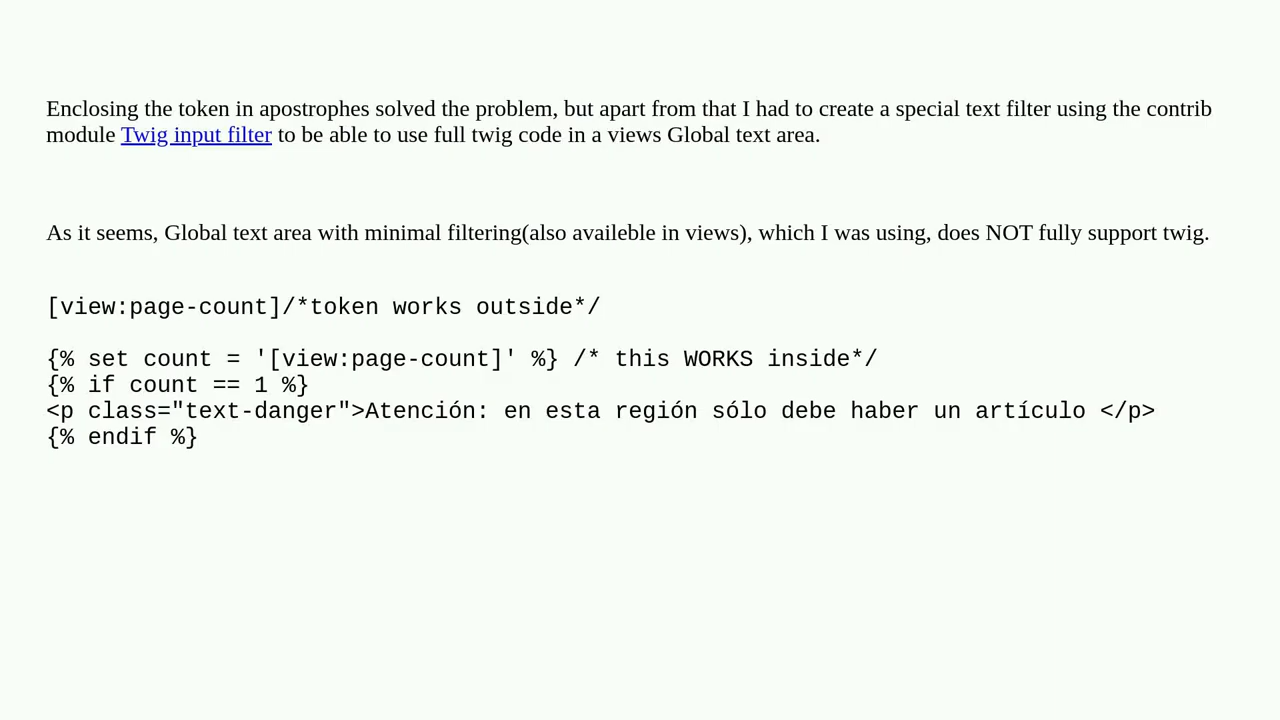 Enclosing the token in apostrophes solved the problem, but apart from that I had to create a special text filter using the contrib
module Twig input filter to be able to use full twig code in a views Global text area.
As it seems, Global text area with minimal filtering(also availeble in views), which I was using, does NOT fully support twig.
[view:page-count]/*token works outside*/
{% set count = '[view:page-count]' %} /* this WORKS inside*/
{% if count == 1 %}
<p class="text-danger">Atención: en esta región sólo debe haber un artículo </p>
{% endif %}